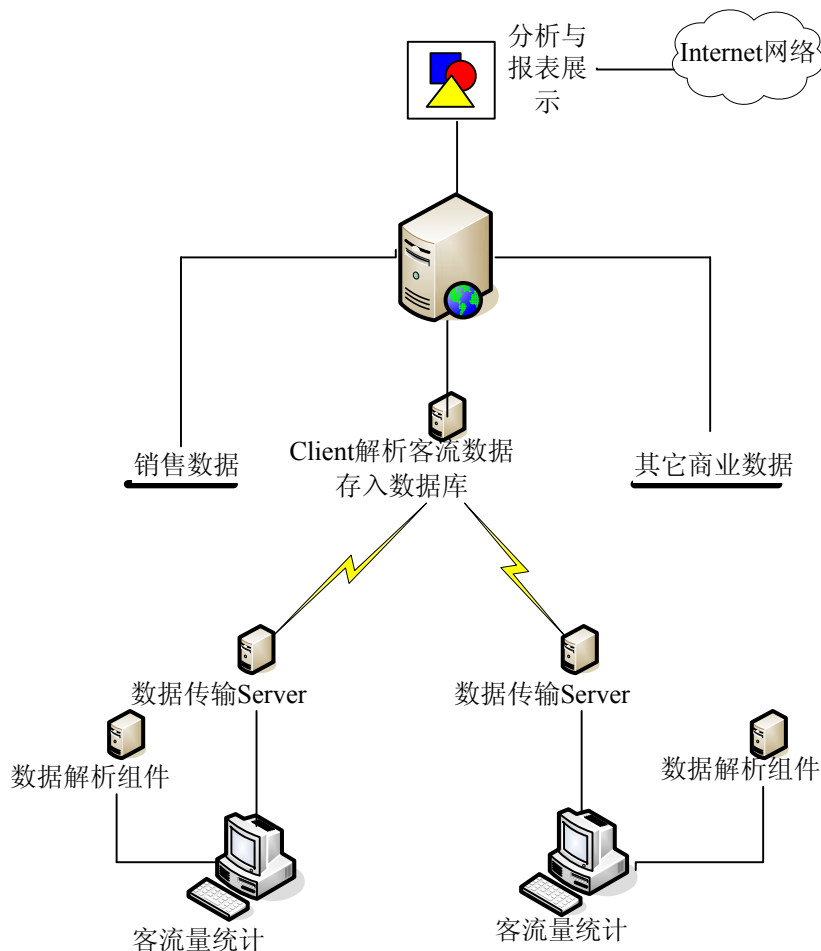 分析与
报表展
示
Internet网络
销售数据
Client解析客流数据
存入数据库
其它商业数据
数据传输Server
数据传输Server
数据解析组件
数据解析组件
客流量统计
客流量统计